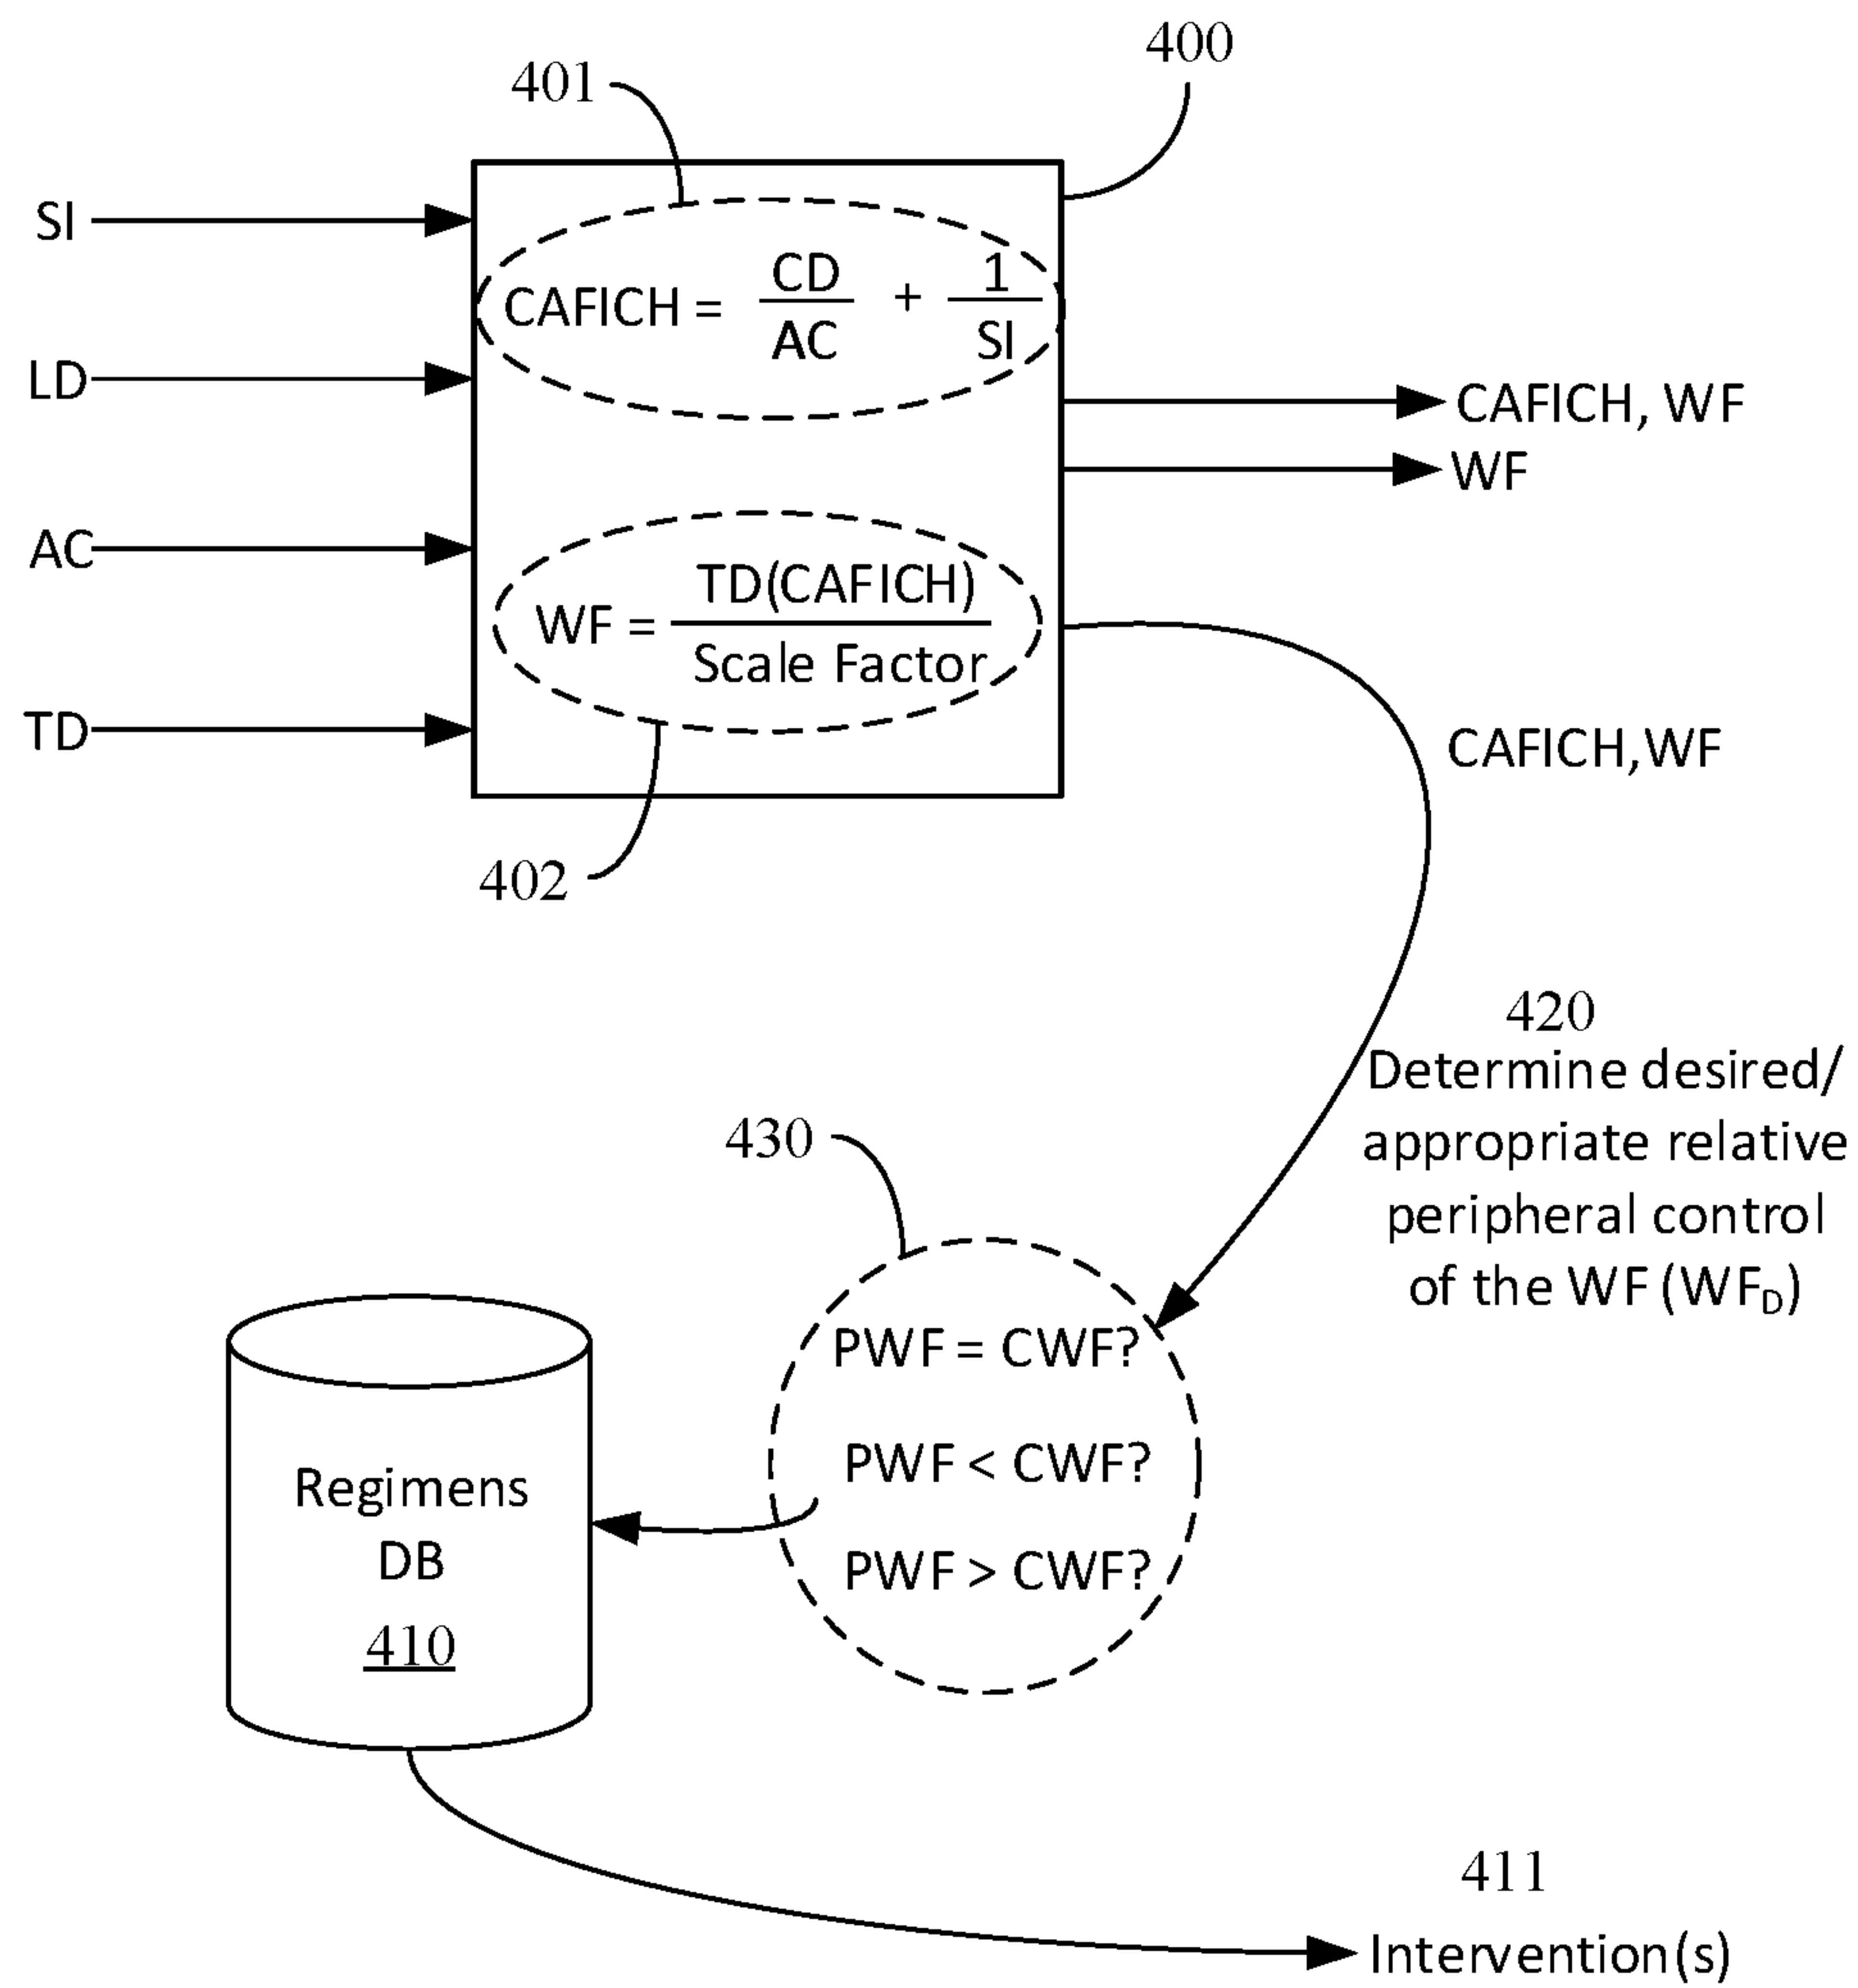 400
401
SI
CAFICH = CD/AC + 1/SI
LD
CAFICH, WF
WF
AC
WF = TD(CAFICH)/Scale Factor
TD
CAFICH,WF
402
420
Determine desired/
appropriate relative
peripheral control
of the WF (WF_D)
430
PWF = CWF?
PWF < CWF?
PWF > CWF?
Regimens
DB
410
411
Intervention(s)